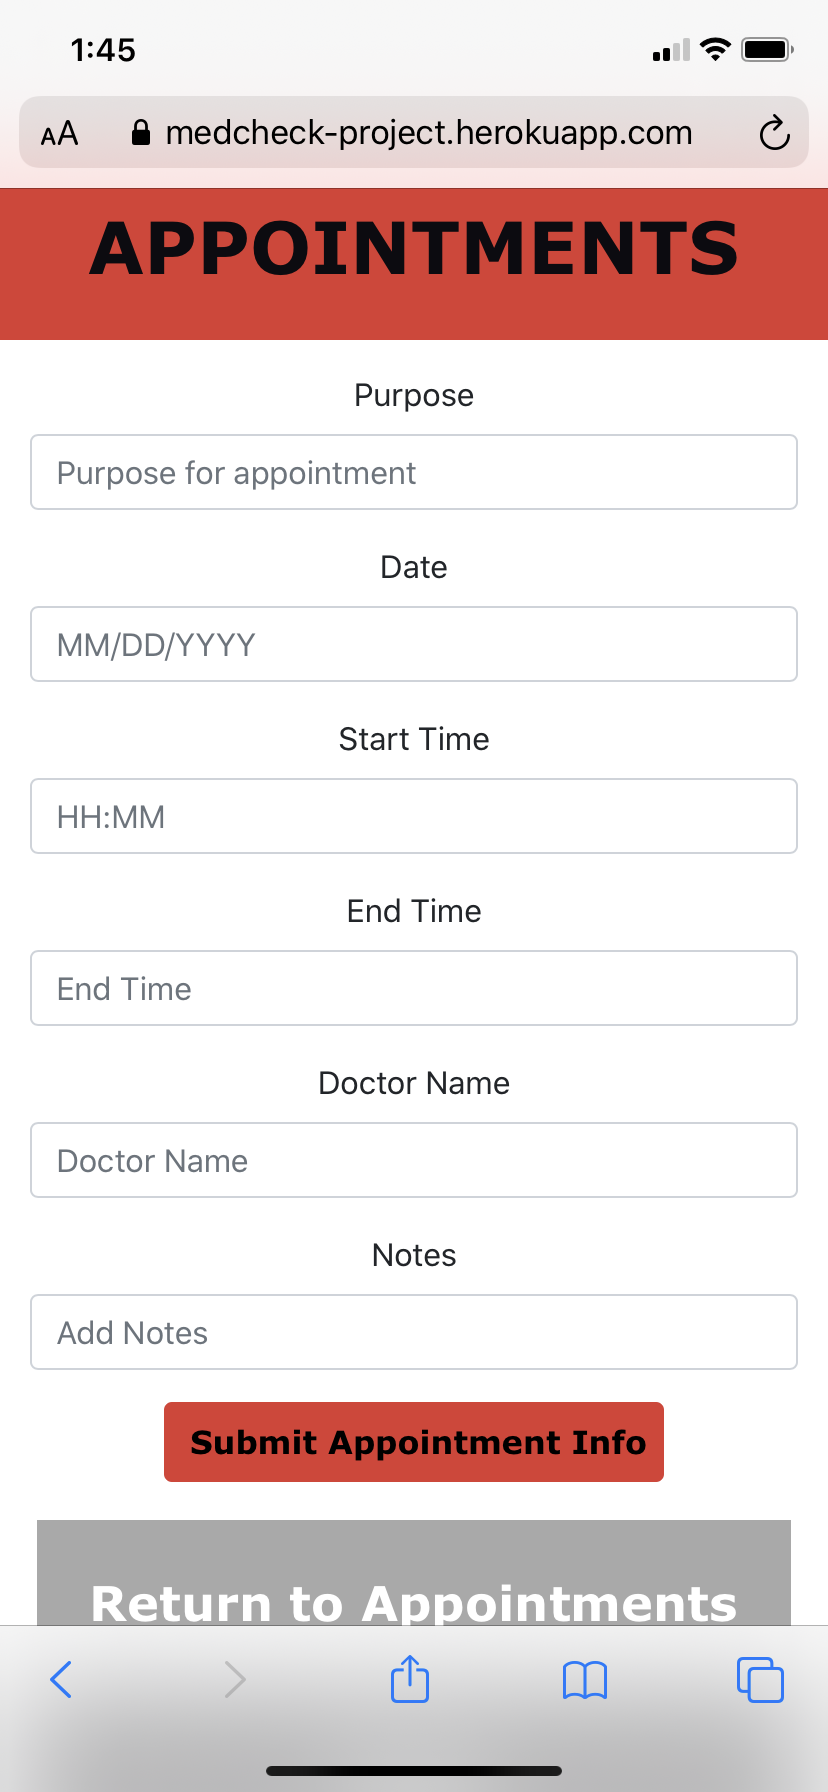 1:45
AA medcheck-project.herokuapp.com
APPOINTMENTS
Purpose
Purpose for appointment
Date
MM/DD/YYYY
Start Time
HH:MM
End Time
End Time
Doctor Name
Doctor Name
Notes
Add Notes
Submit Appointment Info
Return to Appointments